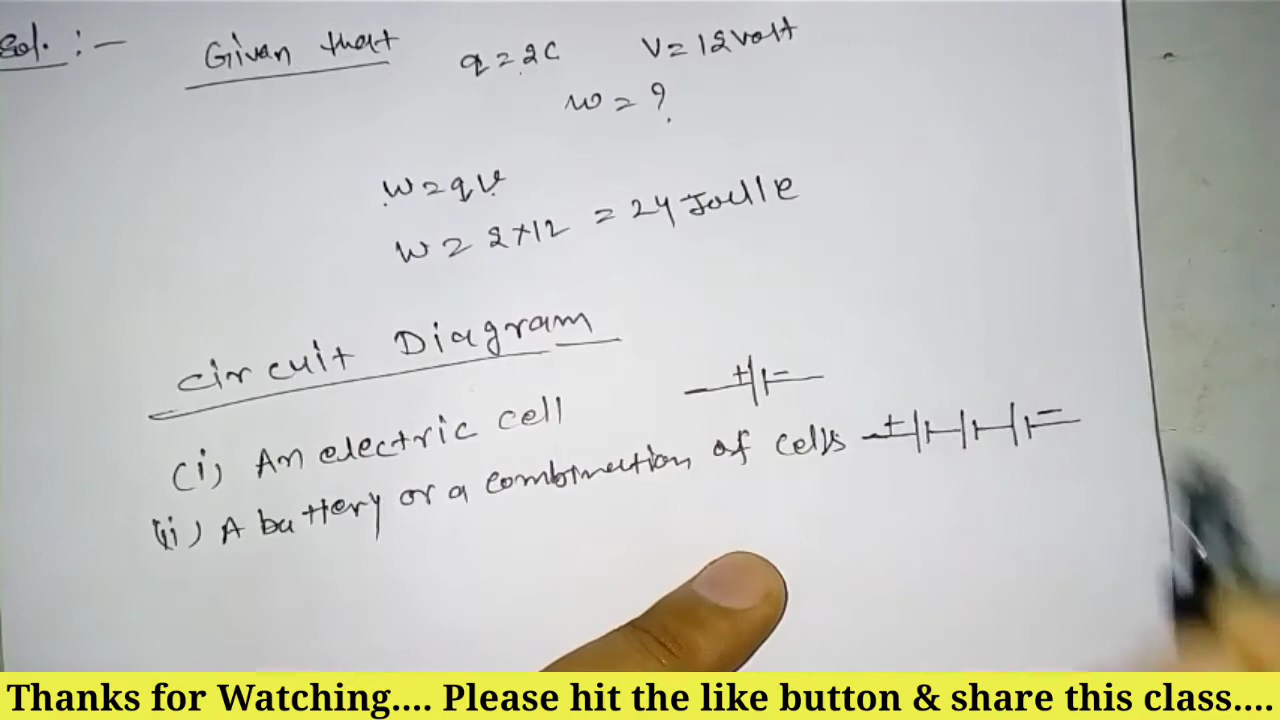 Sol. :- Given that q = 2C V = 12 volt
w = ?
w = qv
w = 2×12 = 24 Joule
Circuit Diagram
(i) An electric cell + -
(ii) A battery or a combination of cells + -
Thanks for Watching.... Please hit the like button & share this class....